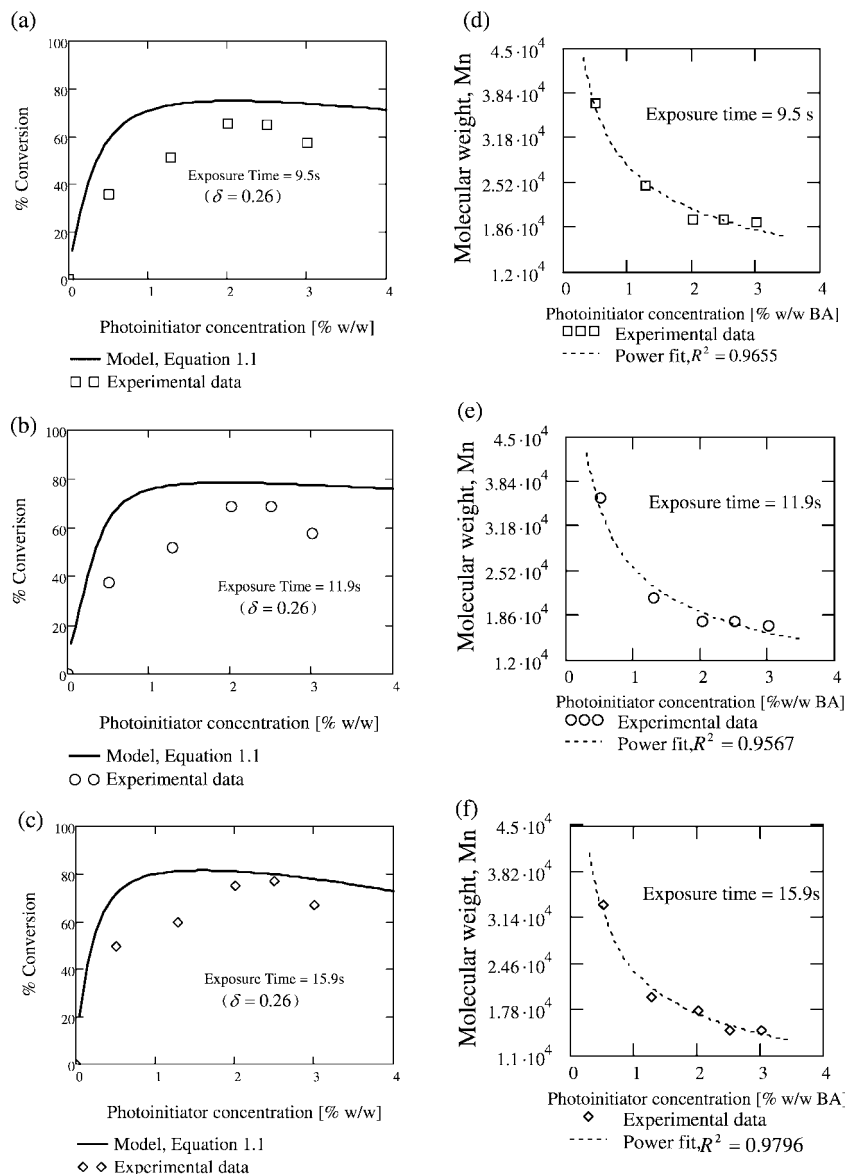 (a)
100
80
60
40
20
0
% Conversion
Exposure Time = 9.5s
(δ = 0.26)
0 1 2 3 4
Photoinitiator concentration [% w/w]
Model, Equation 1.1
Experimental data
(b)
100
80
60
40
20
0
% Converison
Exposure Time = 11.9s
(δ = 0.26)
0 1 2 3 4
Photoinitiator concentration [% w/w]
Model, Equation 1.1
Experimental data
(c)
100
80
60
40
20
0
% Conversion
Exposure Time = 15.9s
(δ = 0.26)
0 1 2 3 4
Photoinitiator concentration [% w/w]
Model, Equation 1.1
Experimental data
(d)
4.5·10⁴
3.84·10⁴
2.52·10⁴
1.86·10⁴
1.2·10⁴
Molecular weight, Mn
Exposure time = 9.5 s
0 1 2 3 4
Photoinitiator concentration [% w/w BA]
Experimental data
Power fit,R² = 0.9655
(e)
4.5·10⁴
3.84·10⁴
3.18·10⁴
2.52·10⁴
1.86·10⁴
1.2·10⁴
Molecular weight, Mn
Exposure time = 11.9s
0 1 2 3 4
Photoinitiator concentration [%w/w BA]
Experimental data
Power fit,R² = 0.9567
(f)
4.5·10⁴
3.82·10⁴
3.14·10⁴
2.46·10⁴
1.78·10⁴
1.1·10⁴
Molecular weight, Mn
Exposure time = 15.9s
0 1 2 3 4
Photoinitiator concentration [% w/w BA]
Experimental data
Power fit,R² = 0.9796